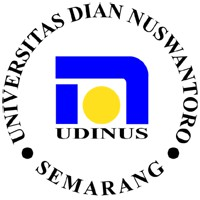 UNIVERSITAS DIAN NUSWANTORO
UDINUS
• SEMARANG •